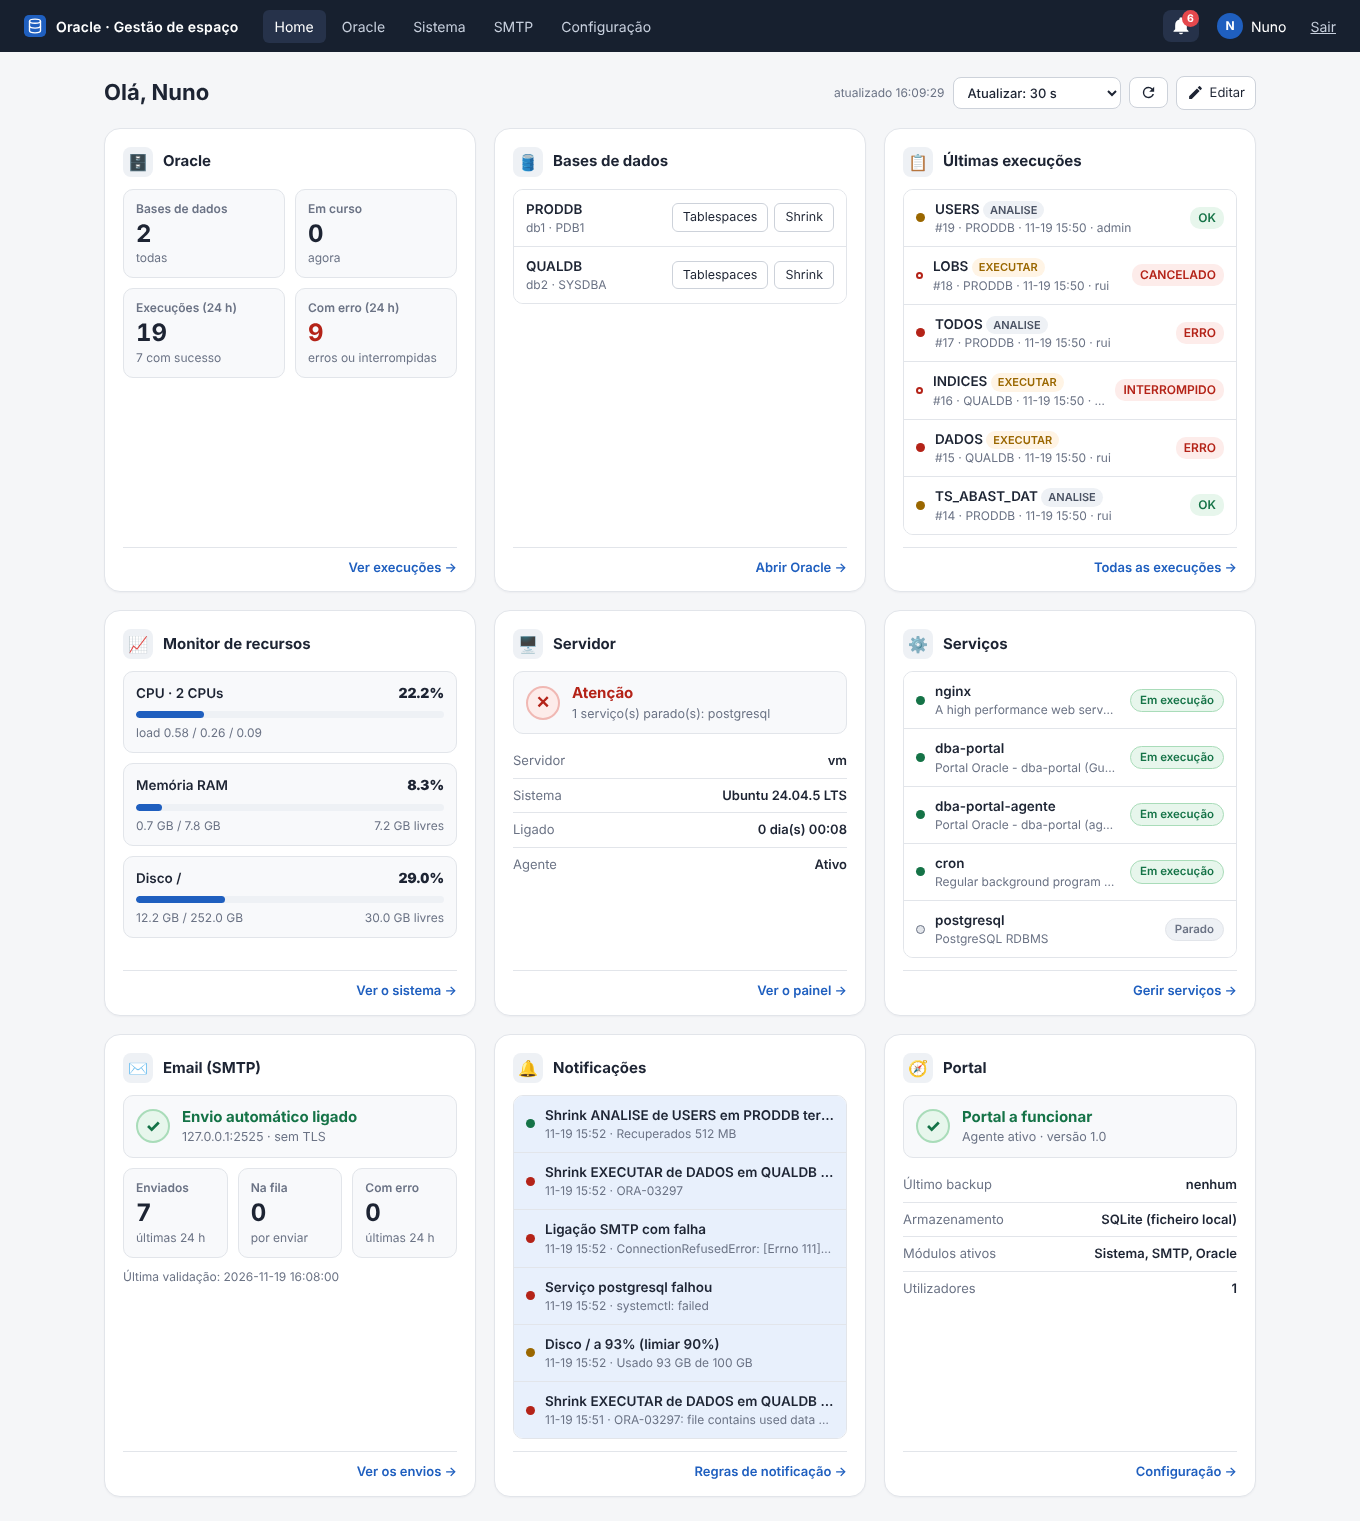 Oracle · Gestão de espaço
Home
Oracle
Sistema
SMTP
Configuração
6
N
Nuno
Sair
Olá, Nuno
atualizado 16:09:29
Atualizar: 30 s
Editar
Oracle
Bases de dados
2
todas
Em curso
0
agora
Execuções (24 h)
19
7 com sucesso
Com erro (24 h)
9
erros ou interrompidas
Ver execuções →
Bases de dados
PRODDB
db1 · PDB1
Tablespaces
Shrink
QUALDB
db2 · SYSDBA
Tablespaces
Shrink
Abrir Oracle →
Últimas execuções
USERS ANALISE
#19 · PRODDB · 11-19 15:50 · admin
OK
LOBS EXECUTAR
#18 · PRODDB · 11-19 15:50 · rui
CANCELADO
TODOS ANALISE
#17 · PRODDB · 11-19 15:50 · rui
ERRO
INDICES EXECUTAR
#16 · QUALDB · 11-19 15:50 · ...
INTERROMPIDO
DADOS EXECUTAR
#15 · QUALDB · 11-19 15:50 · rui
ERRO
TS_ABAST_DAT ANALISE
#14 · PRODDB · 11-19 15:50 · rui
OK
Todas as execuções →
Monitor de recursos
CPU · 2 CPUs
22.2%
load 0.58 / 0.26 / 0.09
Memória RAM
8.3%
0.7 GB / 7.8 GB
7.2 GB livres
Disco /
29.0%
12.2 GB / 252.0 GB
30.0 GB livres
Ver o sistema →
Servidor
Atenção
1 serviço(s) parado(s): postgresql
Servidor
vm
Sistema
Ubuntu 24.04.5 LTS
Ligado
0 dia(s) 00:08
Agente
Ativo
Ver o painel →
Serviços
nginx
A high performance web serv...
Em execução
dba-portal
Portal Oracle - dba-portal (Gu...
Em execução
dba-portal-agente
Portal Oracle - dba-portal (ag...
Em execução
cron
Regular background program ...
Em execução
postgresql
PostgreSQL RDBMS
Parado
Gerir serviços →
Email (SMTP)
Envio automático ligado
127.0.0.1:2525 · sem TLS
Enviados
7
últimas 24 h
Na fila
0
por enviar
Com erro
0
últimas 24 h
Última validação: 2026-11-19 16:08:00
Ver os envios →
Notificações
Shrink ANALISE de USERS em PRODDB ter...
11-19 15:52 · Recuperados 512 MB
Shrink EXECUTAR de DADOS em QUALDB ...
11-19 15:52 · ORA-03297
Ligação SMTP com falha
11-19 15:52 · ConnectionRefusedError: [Errno 111]...
Serviço postgresql falhou
11-19 15:52 · systemctl: failed
Disco / a 93% (limiar 90%)
11-19 15:52 · Usado 93 GB de 100 GB
Shrink EXECUTAR de DADOS em QUALDB ...
11-19 15:51 · ORA-03297: file contains used data ...
Regras de notificação →
Portal
Portal a funcionar
Agente ativo · versão 1.0
Último backup
nenhum
Armazenamento
SQLite (ficheiro local)
Módulos ativos
Sistema, SMTP, Oracle
Utilizadores
1
Configuração →